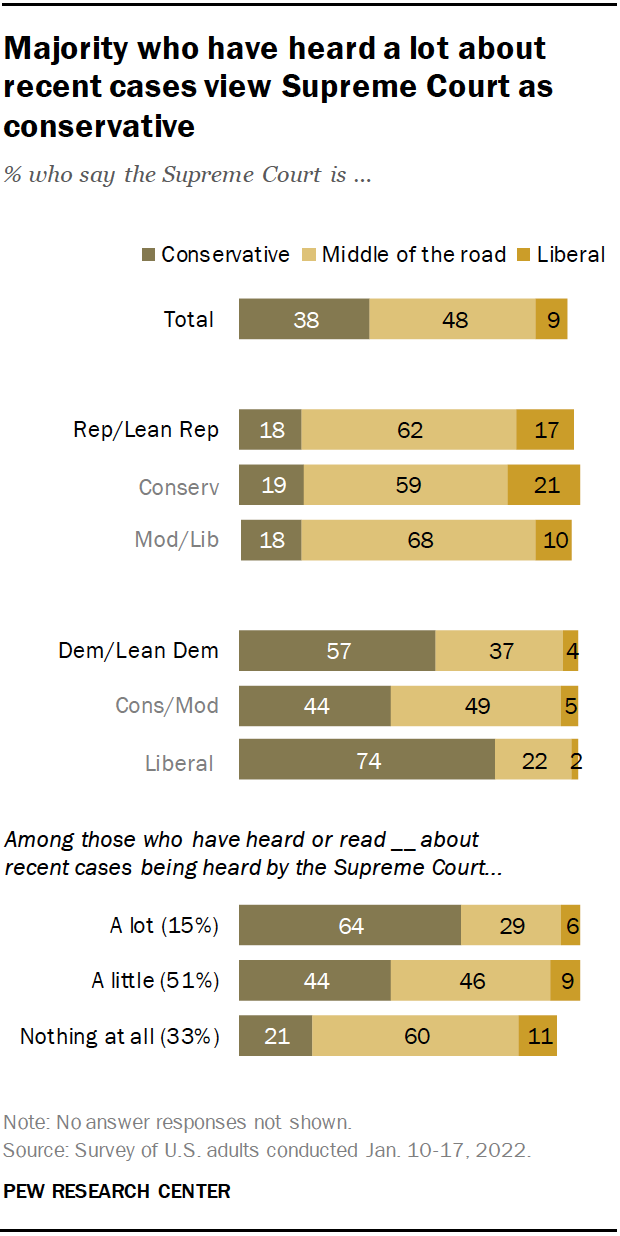 Majority who have heard a lot about
recent cases view Supreme Court as
conservative
% who say the Supreme Court is ...
Conservative Middle of the road Liberal
Total 38 48 9
Rep/Lean Rep 18 62 17
Conserv 19 59 21
Mod/Lib 18 68 10
Dem/Lean Dem 57 37 4
Cons/Mod 44 49 5
Liberal 74 22 2
Among those who have heard or read __ about
recent cases being heard by the Supreme Court...
A lot (15%) 64 29 6
A little (51%) 44 46 9
Nothing at all (33%) 21 60 11
Note: No answer responses not shown.
Source: Survey of U.S. adults conducted Jan. 10-17, 2022.
PEW RESEARCH CENTER